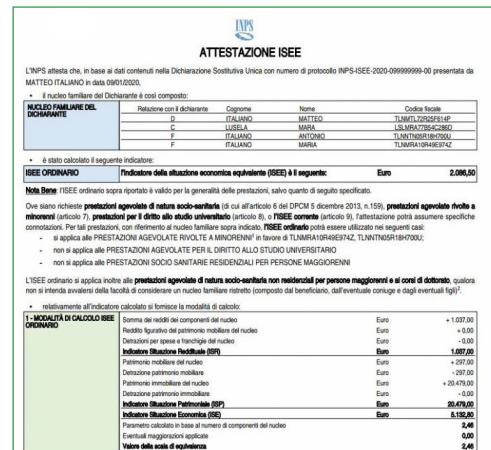 INPS
ATTESTAZIONE ISEE
L'INPS attesta che, in base ai dati contenuti nella Dichiarazione Sostitutiva Unica con numero di protocollo INPS-ISEE-2020-099999999-00 presentata da
MATTEO ITALIANO in data 09/01/2020,
• il nucleo familiare del Dichiarante è così composto:
NUCLEO FAMILIARE DEL DICHIARANTE Relazione con il dichiarante Cognome Nome Codice fiscale
D ITALIANO MATTEO TLNMTL72R25F614P
C LUSELA MARA LSLMRA77B54C286D
F ITALIANO ANTONIO TLNNTN05R18H700U
F ITALIANO MARIA TLNMRA10R49E974Z
• è stato calcolato il seguente indicatore:
ISEE ORDINARIO l'indicatore della situazione economica equivalente (ISEE) è il seguente: Euro 2.086,50
Nota Bene: l'ISEE ordinario sopra riportato è valido per la generalità delle prestazioni, salvo quanto di seguito specificato.
Ove siano richieste prestazioni agevolate di natura socio-sanitaria (di cui all'articolo 6 del DPCM 5 dicembre 2013, n.159), prestazioni agevolate rivolte a
minorenni (articolo 7), prestazioni per il diritto allo studio universitario (articolo 8), o l'ISEE corrente (articolo 9), l'attestazione potrà assumere specifiche
connotazioni. Per tali prestazioni, con riferimento al nucleo familiare sopra indicato, l'ISEE ordinario potrà essere utilizzato nei seguenti casi:
- si applica alle PRESTAZIONI AGEVOLATE RIVOLTE A MINORENNI² in favore di TLNMRA10R49E974Z, TLNNTN05R18H700U;
- non si applica alle PRESTAZIONI AGEVOLATE PER IL DIRITTO ALLO STUDIO UNIVERSITARIO
- non si applica alle PRESTAZIONI SOCIO SANITARIE RESIDENZIALI PER PERSONE MAGGIORENNI
L'ISEE ordinario si applica inoltre alle prestazioni agevolate di natura socio-sanitaria non residenziali per persone maggiorenni e ai corsi di dottorato, qualora
non si intenda avvalersi della facoltà di considerare un nucleo familiare ristretto (composto dal beneficiario, dall'eventuale coniuge e dagli eventuali figli)².
• relativamente all'indicatore calcolato si fornisce la modalità di calcolo:
1 - MODALITÀ DI CALCOLO ISEE ORDINARIO Somma dei redditi dei componenti del nucleo Euro + 1.037,00
Reddito figurativo del patrimonio mobiliare del nucleo Euro + 0,00
Detrazioni per spese e franchigie del nucleo Euro - 0,00
Indicatore Situazione Reddituale (ISR) Euro 1.037,00
Patrimonio mobiliare del nucleo Euro + 297,00
Detrazione patrimonio mobiliare Euro - 297,00
Patrimonio immobiliare del nucleo Euro + 20.479,00
Detrazione patrimonio immobiliare Euro - 0,00
Indicatore Situazione Patrimoniale (ISP) Euro 20.479,00
Indicatore Situazione Economica (ISE) Euro 5.132,80
Parametro calcolato in base al numero di componenti del nucleo 2,46
Eventuali maggiorazioni applicate 0,00
Valore della scala di equivalenza 2,46